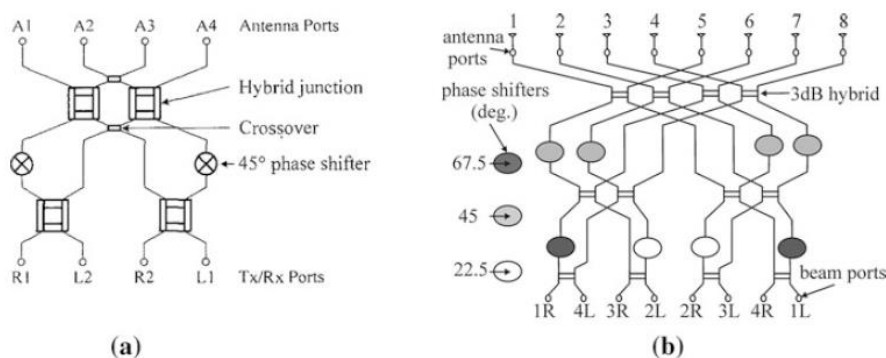 A1 A2 A3 A4 Antenna Ports
Hybrid junction
Crossover
45° phase shifter
R1 L2 R2 L1 Tx/Rx Ports
(a)
1 2 3 4 5 6 7 8
antenna
ports
phase shifters
(deg.)
3dB hybrid
67.5
45
22.5
beam ports
1R 4L 3R 2L 2R 3L 4R 1L
(b)